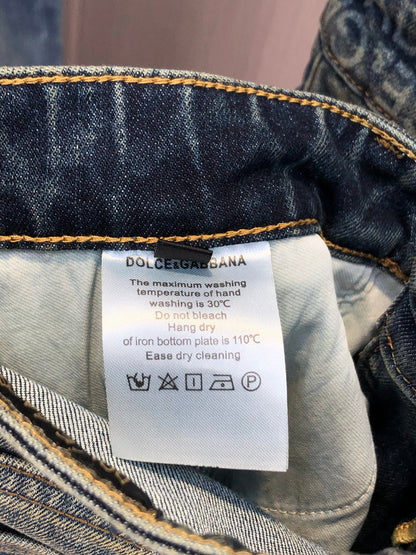 DOLCE&GABBANA
The maximum washing
temperature of hand
washing is 30℃
Do not bleach
Hang dry
of iron bottom plate is 110℃
Ease dry cleaning
P